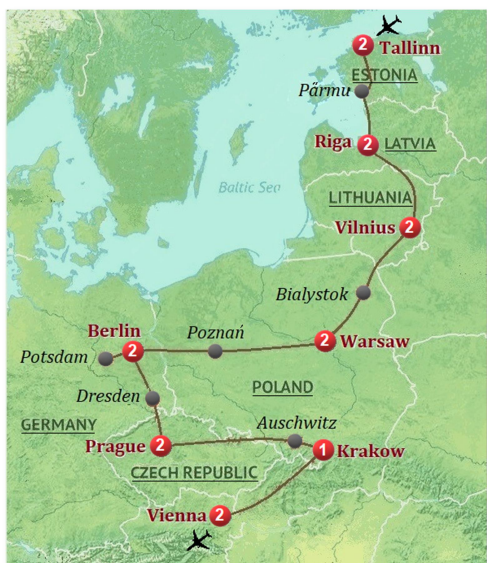 2
Tallinn
ESTONIA
Pärmu
Riga
2
LATVIA
Baltic Sea
LITHUANIA
Vilnius
2
Bialystok
Berlin
2
Poznań
2
Warsaw
Potsdam
Dresden
POLAND
GERMANY
Auschwitz
Prague
2
1
Krakow
CZECH REPUBLIC
Vienna
2